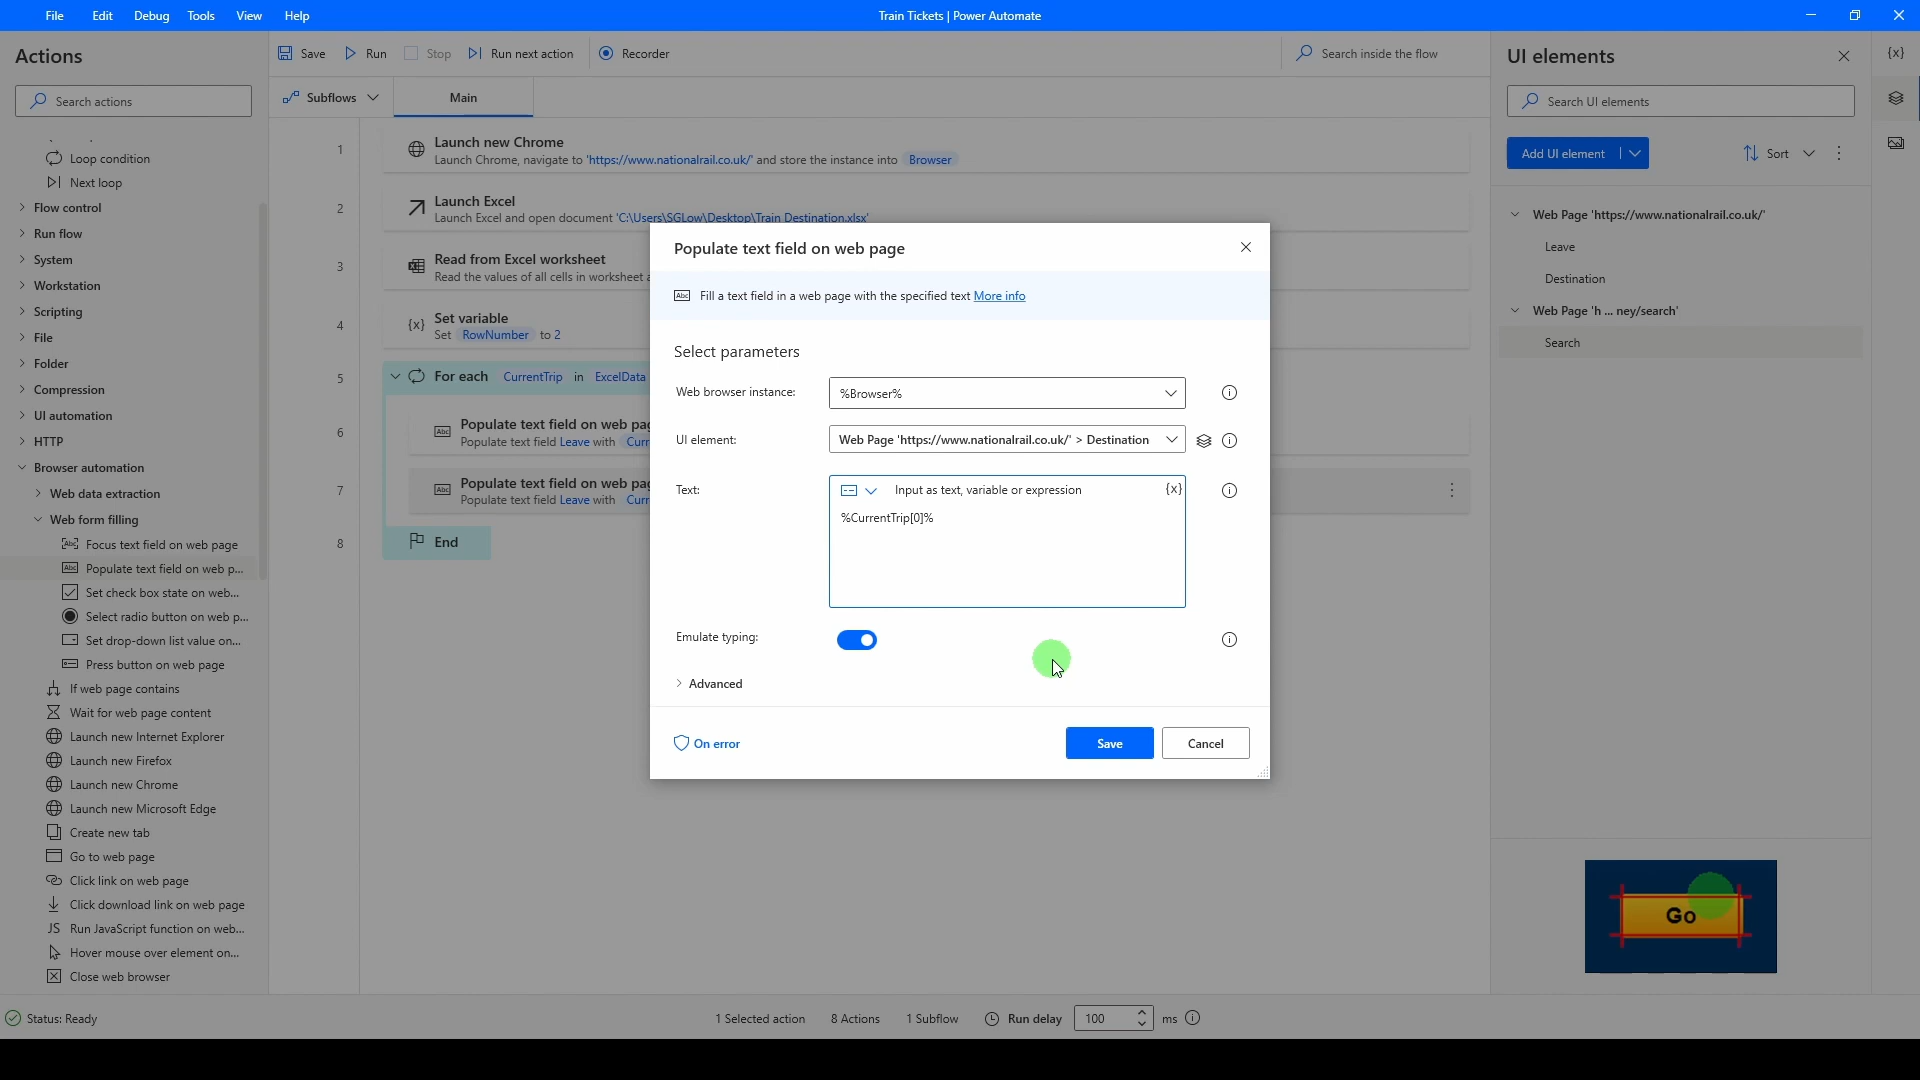 File Edit Debug Tools View Help
Train Tickets | Power Automate
Actions
Search actions
Loop condition
Next loop
Flow control
Run flow
System
Workstation
Scripting
File
Folder
Compression
UI automation
HTTP
Browser automation
Web data extraction
Web form filling
Focus text field on web page
Populate text field on web p...
Set check box state on web...
Select radio button on web p...
Set drop-down list value on...
Press button on web page
If web page contains
Wait for web page content
Launch new Internet Explorer
Launch new Firefox
Launch new Chrome
Launch new Microsoft Edge
Create new tab
Go to web page
Click link on web page
Click download link on web page
JS Run JavaScript function on web...
Hover mouse over element on...
Close web browser
Save Run Stop Run next action Recorder
Search inside the flow
Subflows Main
1 Launch new Chrome
Launch Chrome, navigate to 'https://www.nationalrail.co.uk/' and store the instance into Browser
2 Launch Excel
Launch Excel and open document 'C:\Users\SGLow\Desktop\Train Destination.xlsx'
3 Read from Excel worksheet
Read the values of all cells in worksheet a
4 {x} Set variable
Set RowNumber to 2
5 For each CurrentTrip in ExcelData
6 Abc Populate text field on web pag
Populate text field Leave with Curr
7 Abc Populate text field on web pag
Populate text field Leave with Curr
8 End
Populate text field on web page
Abc Fill a text field in a web page with the specified text More info
Select parameters
Web browser instance: %Browser%
UI element: Web Page 'https://www.nationalrail.co.uk/' > Destination
Text: Input as text, variable or expression {x}
%CurrentTrip[0]%
Emulate typing:
Advanced
On error Save Cancel
UI elements
{x}
Search UI elements
Add UI element Sort
Web Page 'https://www.nationalrail.co.uk/'
Leave
Destination
Web Page 'h ... ney/search'
Search
Go
Status: Ready
1 Selected action 8 Actions 1 Subflow Run delay 100 ms